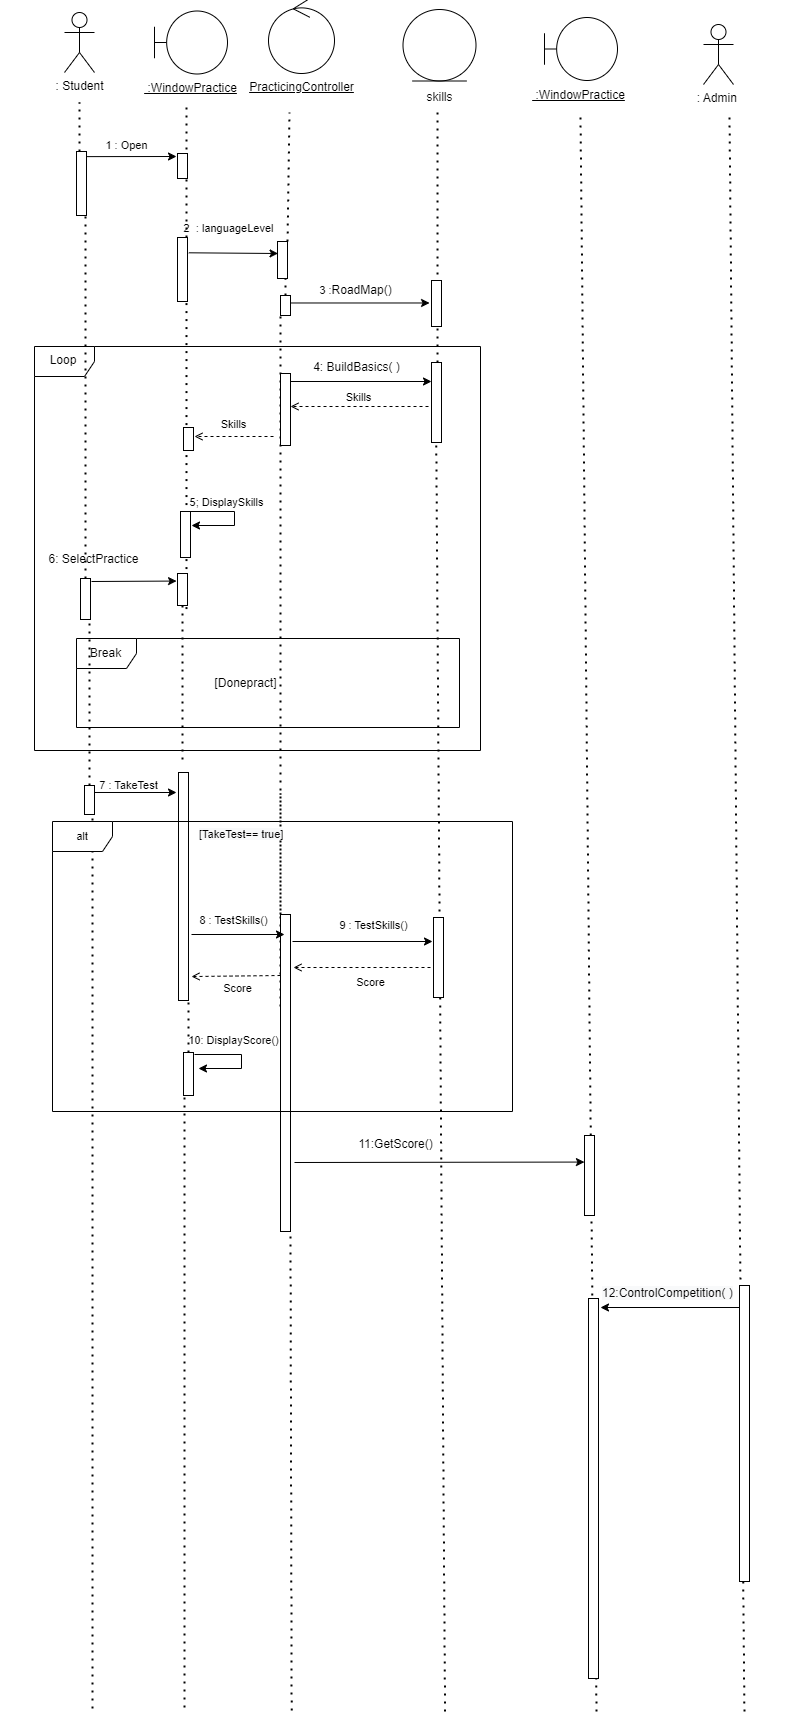 : Student
:WindowPractice
PracticingController
skills
:WindowPractice
: Admin
1 : Open
2 : languageLevel
3 :RoadMap()
Loop
4: BuildBasics( )
Skills
Skills
5; DisplaySkills
6: SelectPractice
Break
[Donepract]
7 : TakeTest
alt
[TakeTest== true]
8 : TestSkills()
9 : TestSkills()
Score
Score
10: DisplayScore()
11:GetScore()
12:ControlCompetition( )